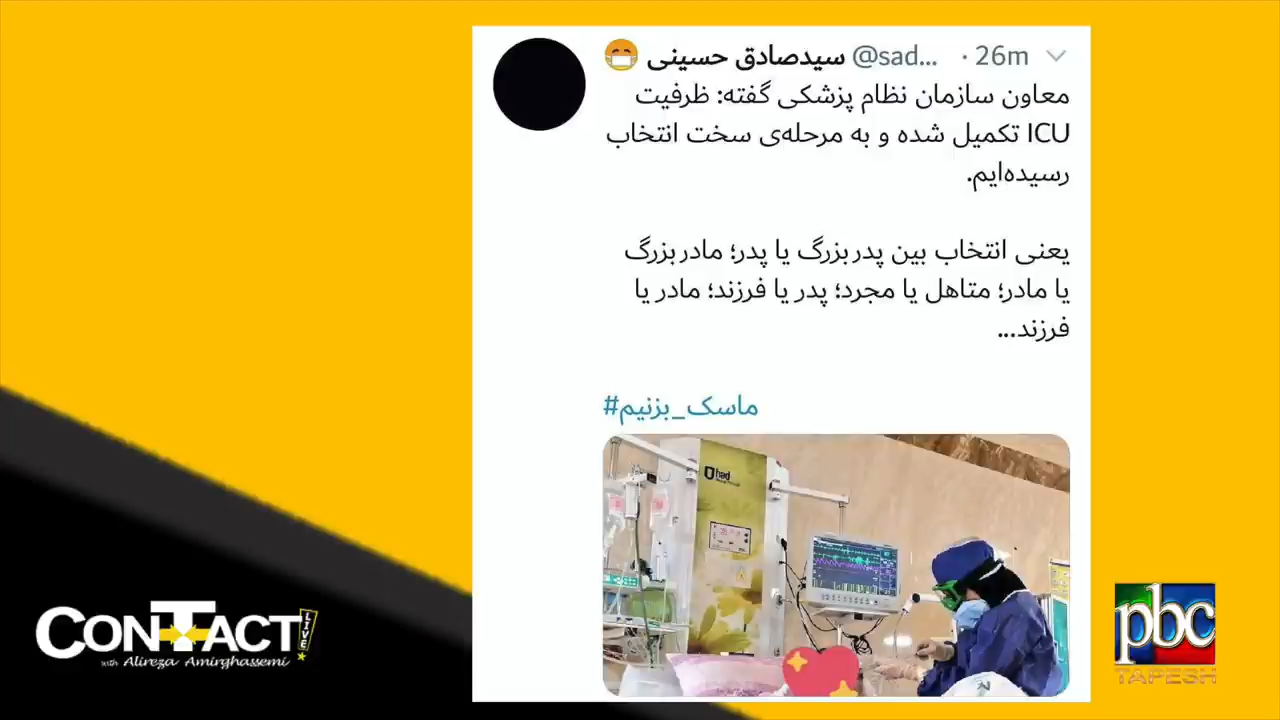 سیدصادق حسینی 😷 @sad... · 26m
معاون سازمان نظام پزشکی گفته: ظرفیت
ICU تکمیل شده و به مرحله‌ی سخت انتخاب
رسیده‌ایم.
یعنی انتخاب بین پدربزرگ یا پدر؛ مادربزرگ
یا مادر؛ متاهل یا مجرد؛ پدر یا فرزند؛ مادر یا
فرزند...
#ماسک_بزنیم
had
CONTACT LIVE!
with Alireza Amirghassemi
pbc
TAPESH